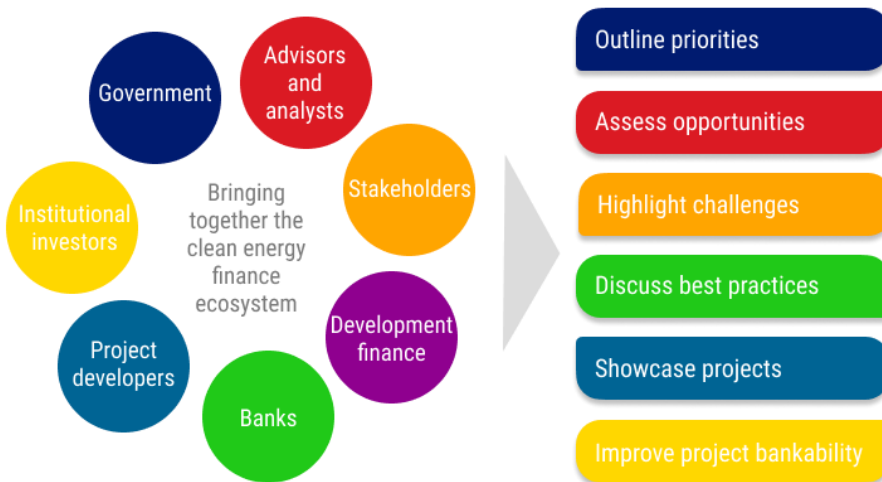 Government
Advisors
and
analysts
Stakeholders
Development
finance
Banks
Project
developers
Institutional
investors
Bringing
together the
clean energy
finance
ecosystem
Outline priorities
Assess opportunities
Highlight challenges
Discuss best practices
Showcase projects
Improve project bankability